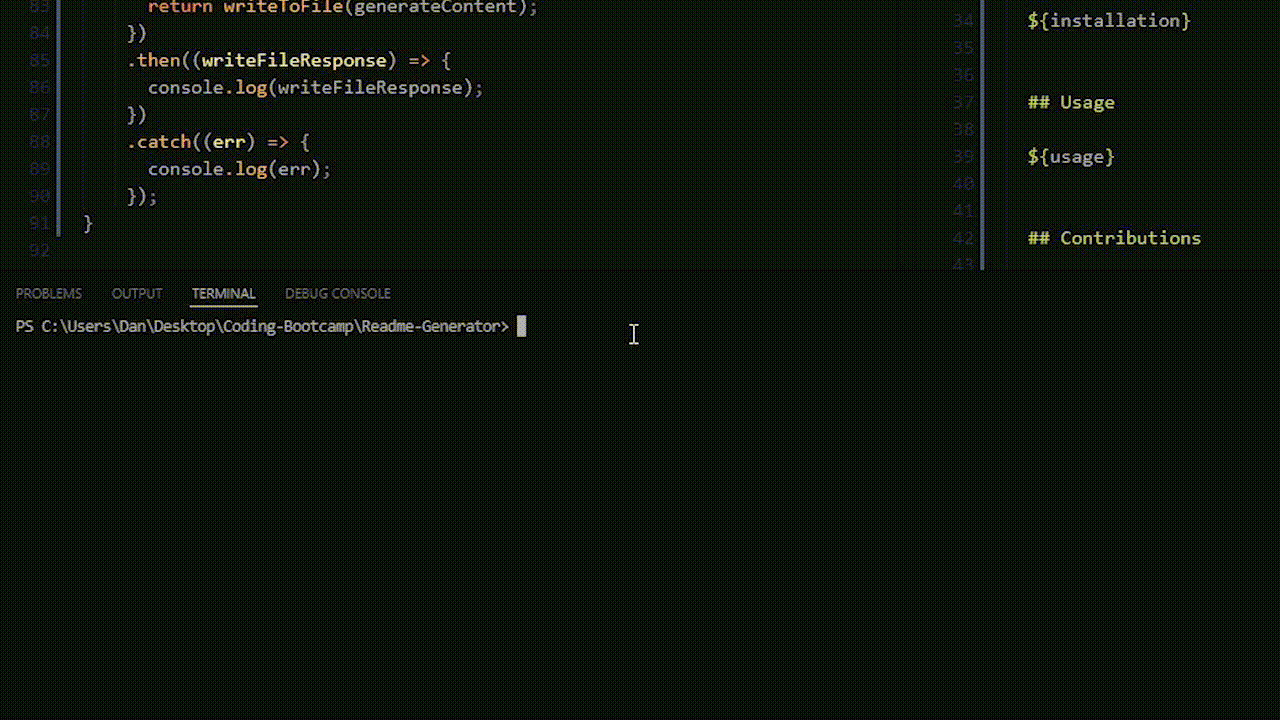 83 return writeToFile(generateContent);
84 })
85 .then((writeFileResponse) => {
86 console.log(writeFileResponse);
87 })
88 .catch((err) => {
89 console.log(err);
90 });
91 }
92
34 ${installation}
35
36
37 ## Usage
38
39 ${usage}
40
41
42 ## Contributions
43
PROBLEMS OUTPUT TERMINAL DEBUG CONSOLE
PS C:\Users\Dan\Desktop\Coding-Bootcamp\Readme-Generator>